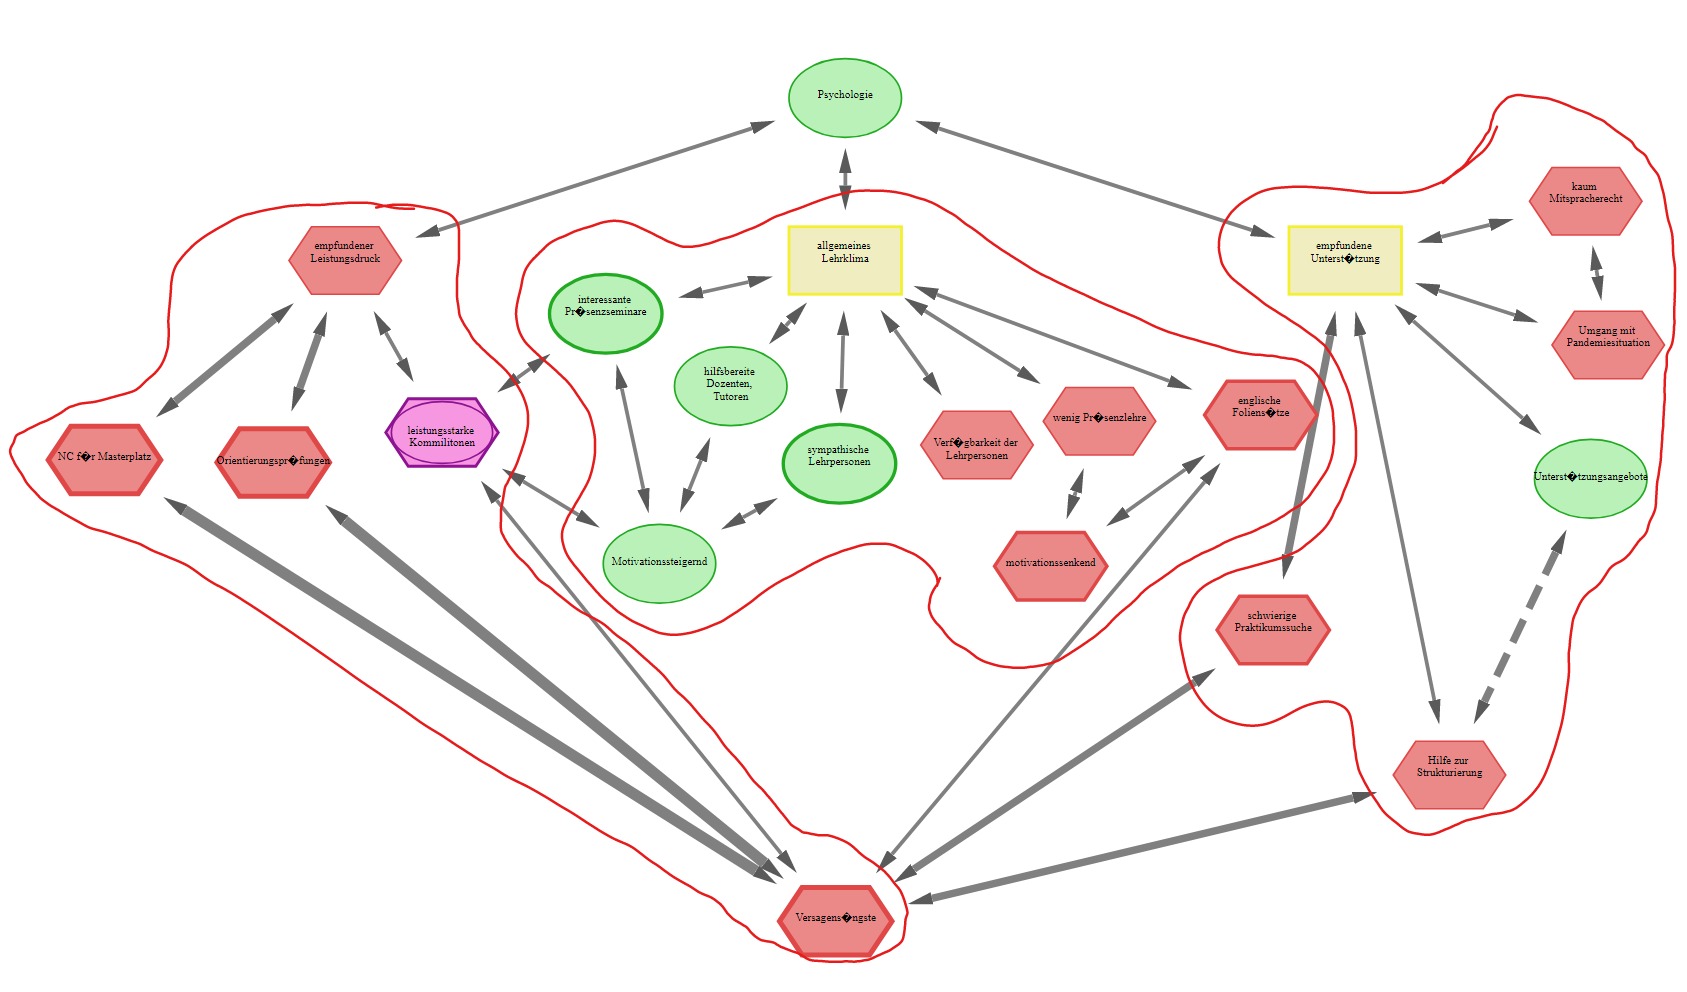 Psychologie
kaum
Mitspracherecht
empfundener
Leistungsdruck
allgemeines
Lehrklima
empfundene
Unterst�tzung
interessante
Pr�senzseminare
Umgang mit
Pandemiesituation
hilfsbereite
Dozenten,
Tutoren
englische
Foliens�tze
wenig Pr�senzlehre
leistungsstarke
Kommilitonen
Verf�gbarkeit der
Lehrpersonen
sympathische
Lehrpersonen
NC f�r Masterplatz
Orientierungspr�fungen
Unterst�tzungsangebote
Motivationssteigernd
motivationssenkend
schwierige
Praktikumssuche
Hilfe zur
Strukturierung
Versagens�ngste